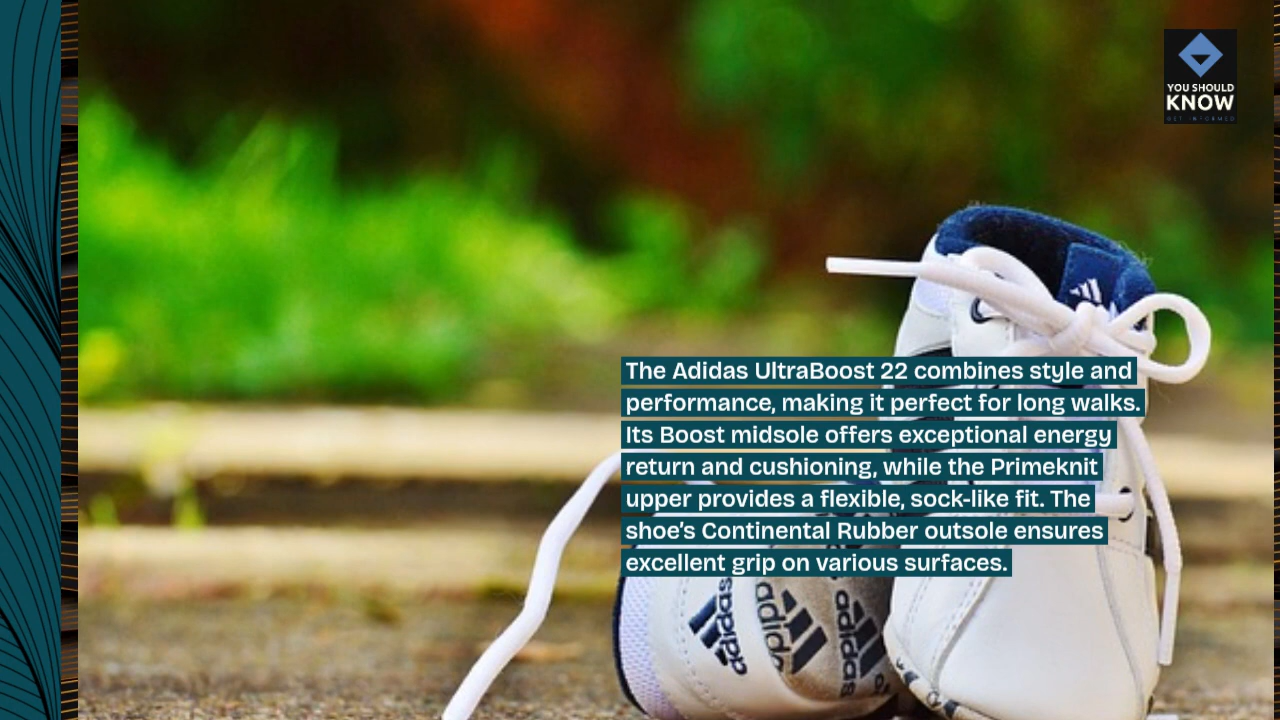 YOU SHOULD
KNOW
GET INFORMED
The Adidas UltraBoost 22 combines style and
performance, making it perfect for long walks.
Its Boost midsole offers exceptional energy
return and cushioning, while the Primeknit
upper provides a flexible, sock-like fit. The
shoe's Continental Rubber outsole ensures
excellent grip on various surfaces.
adidas
adidas
adidas